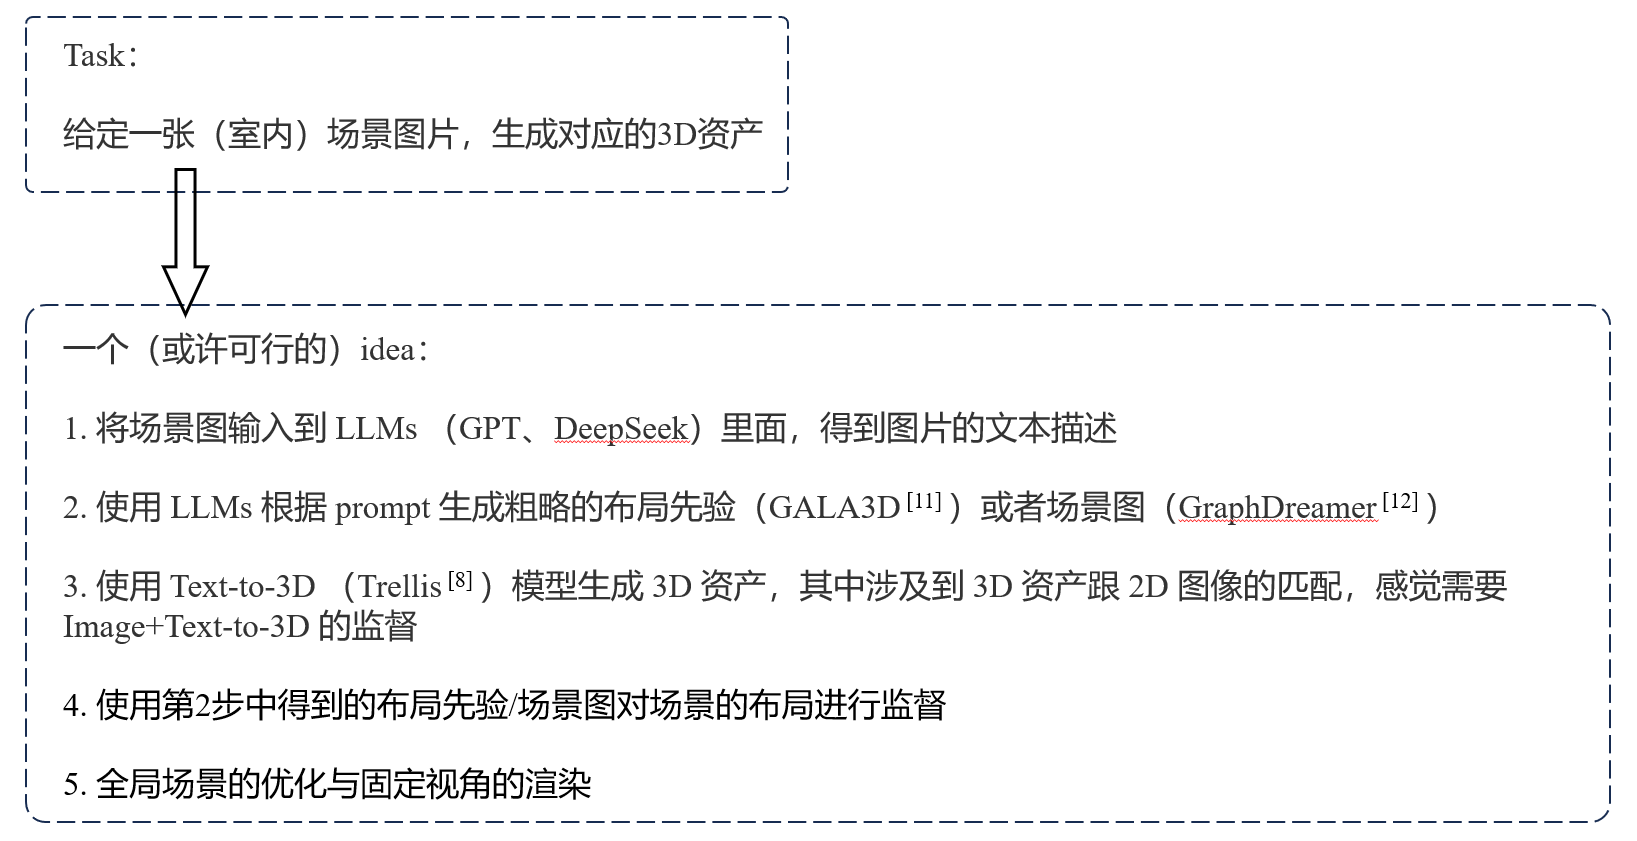 Task：
给定一张（室内）场景图片，生成对应的3D资产
一个（或许可行的）idea：
1. 将场景图输入到 LLMs （GPT、DeepSeek）里面，得到图片的文本描述
2. 使用 LLMs 根据 prompt 生成粗略的布局先验（GALA3D [11] ）或者场景图（GraphDreamer [12] ）
3. 使用 Text-to-3D （Trellis [8] ）模型生成 3D 资产，其中涉及到 3D 资产跟 2D 图像的匹配，感觉需要
Image+Text-to-3D 的监督
4. 使用第2步中得到的布局先验/场景图对场景的布局进行监督
5. 全局场景的优化与固定视角的渲染